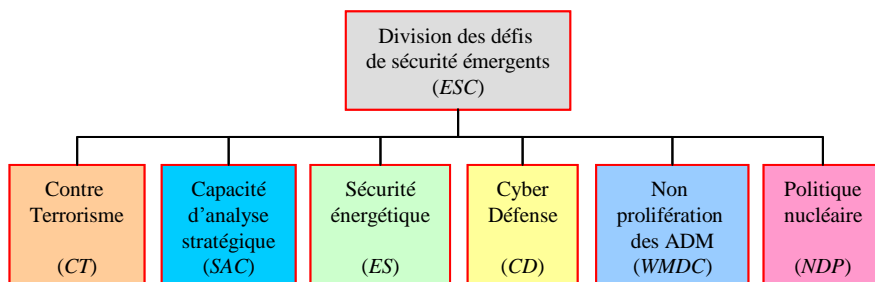 Division des défis
de sécurité émergents
(ESC)
Contre
Terrorisme
(CT)
Capacité
d'analyse
stratégique
(SAC)
Sécurité
énergétique
(ES)
Cyber
Défense
(CD)
Non
prolifération
des ADM
(WMDC)
Politique
nucléaire
(NDP)